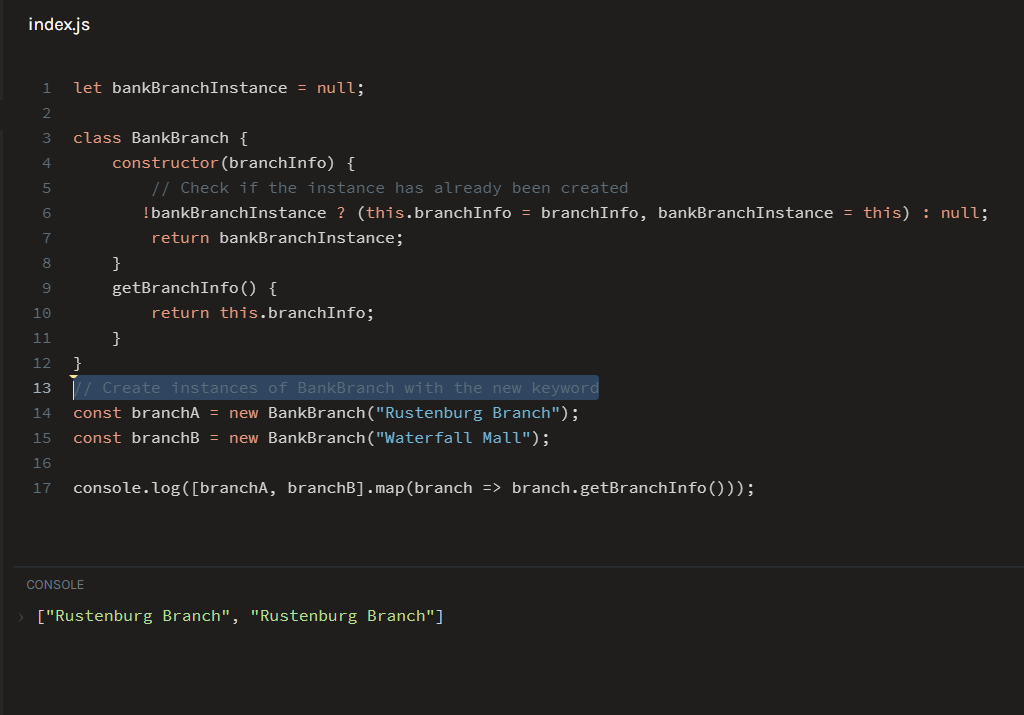 index.js
1 let bankBranchInstance = null;
2
3 class BankBranch {
4     constructor(branchInfo) {
5         // Check if the instance has already been created
6        !bankBranchInstance ? (this.branchInfo = branchInfo, bankBranchInstance = this) : null;
7         return bankBranchInstance;
8     }
9     getBranchInfo() {
10         return this.branchInfo;
11     }
12 }
13 // Create instances of BankBranch with the new keyword
14 const branchA = new BankBranch("Rustenburg Branch");
15 const branchB = new BankBranch("Waterfall Mall");
16
17 console.log([branchA, branchB].map(branch => branch.getBranchInfo()));
CONSOLE
› ["Rustenburg Branch", "Rustenburg Branch"]